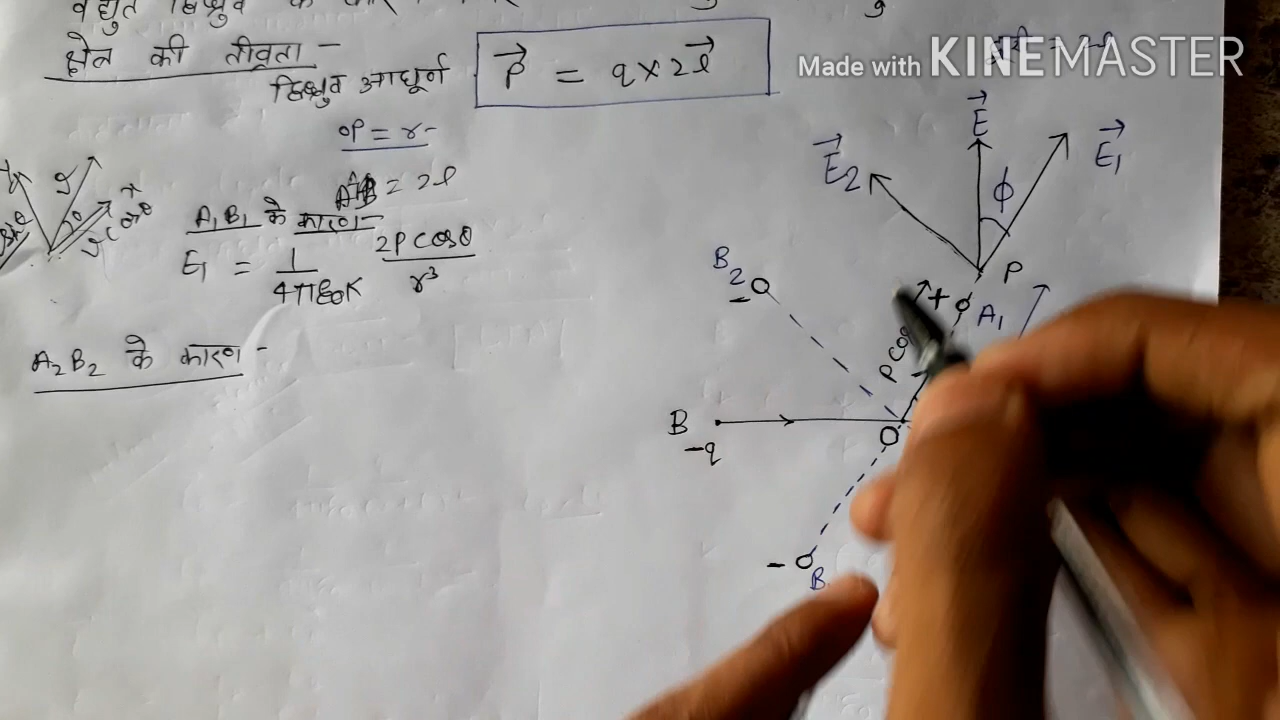 क्षेत्र की तीव्रता -
Made with KINEMASTER
द्विध्रुव आघूर्ण P⃗ = q×2l⃗
OP = r
AB = 2l
A₁B₁ के कारण-
E₁ = 1/4πε₀K 2P cosθ/r³
A₂B₂ के कारण -
E⃗
E⃗₂
E⃗₁
ϕ
P
B₂
-
+
A₁
P cos
B
-q
O
-
B